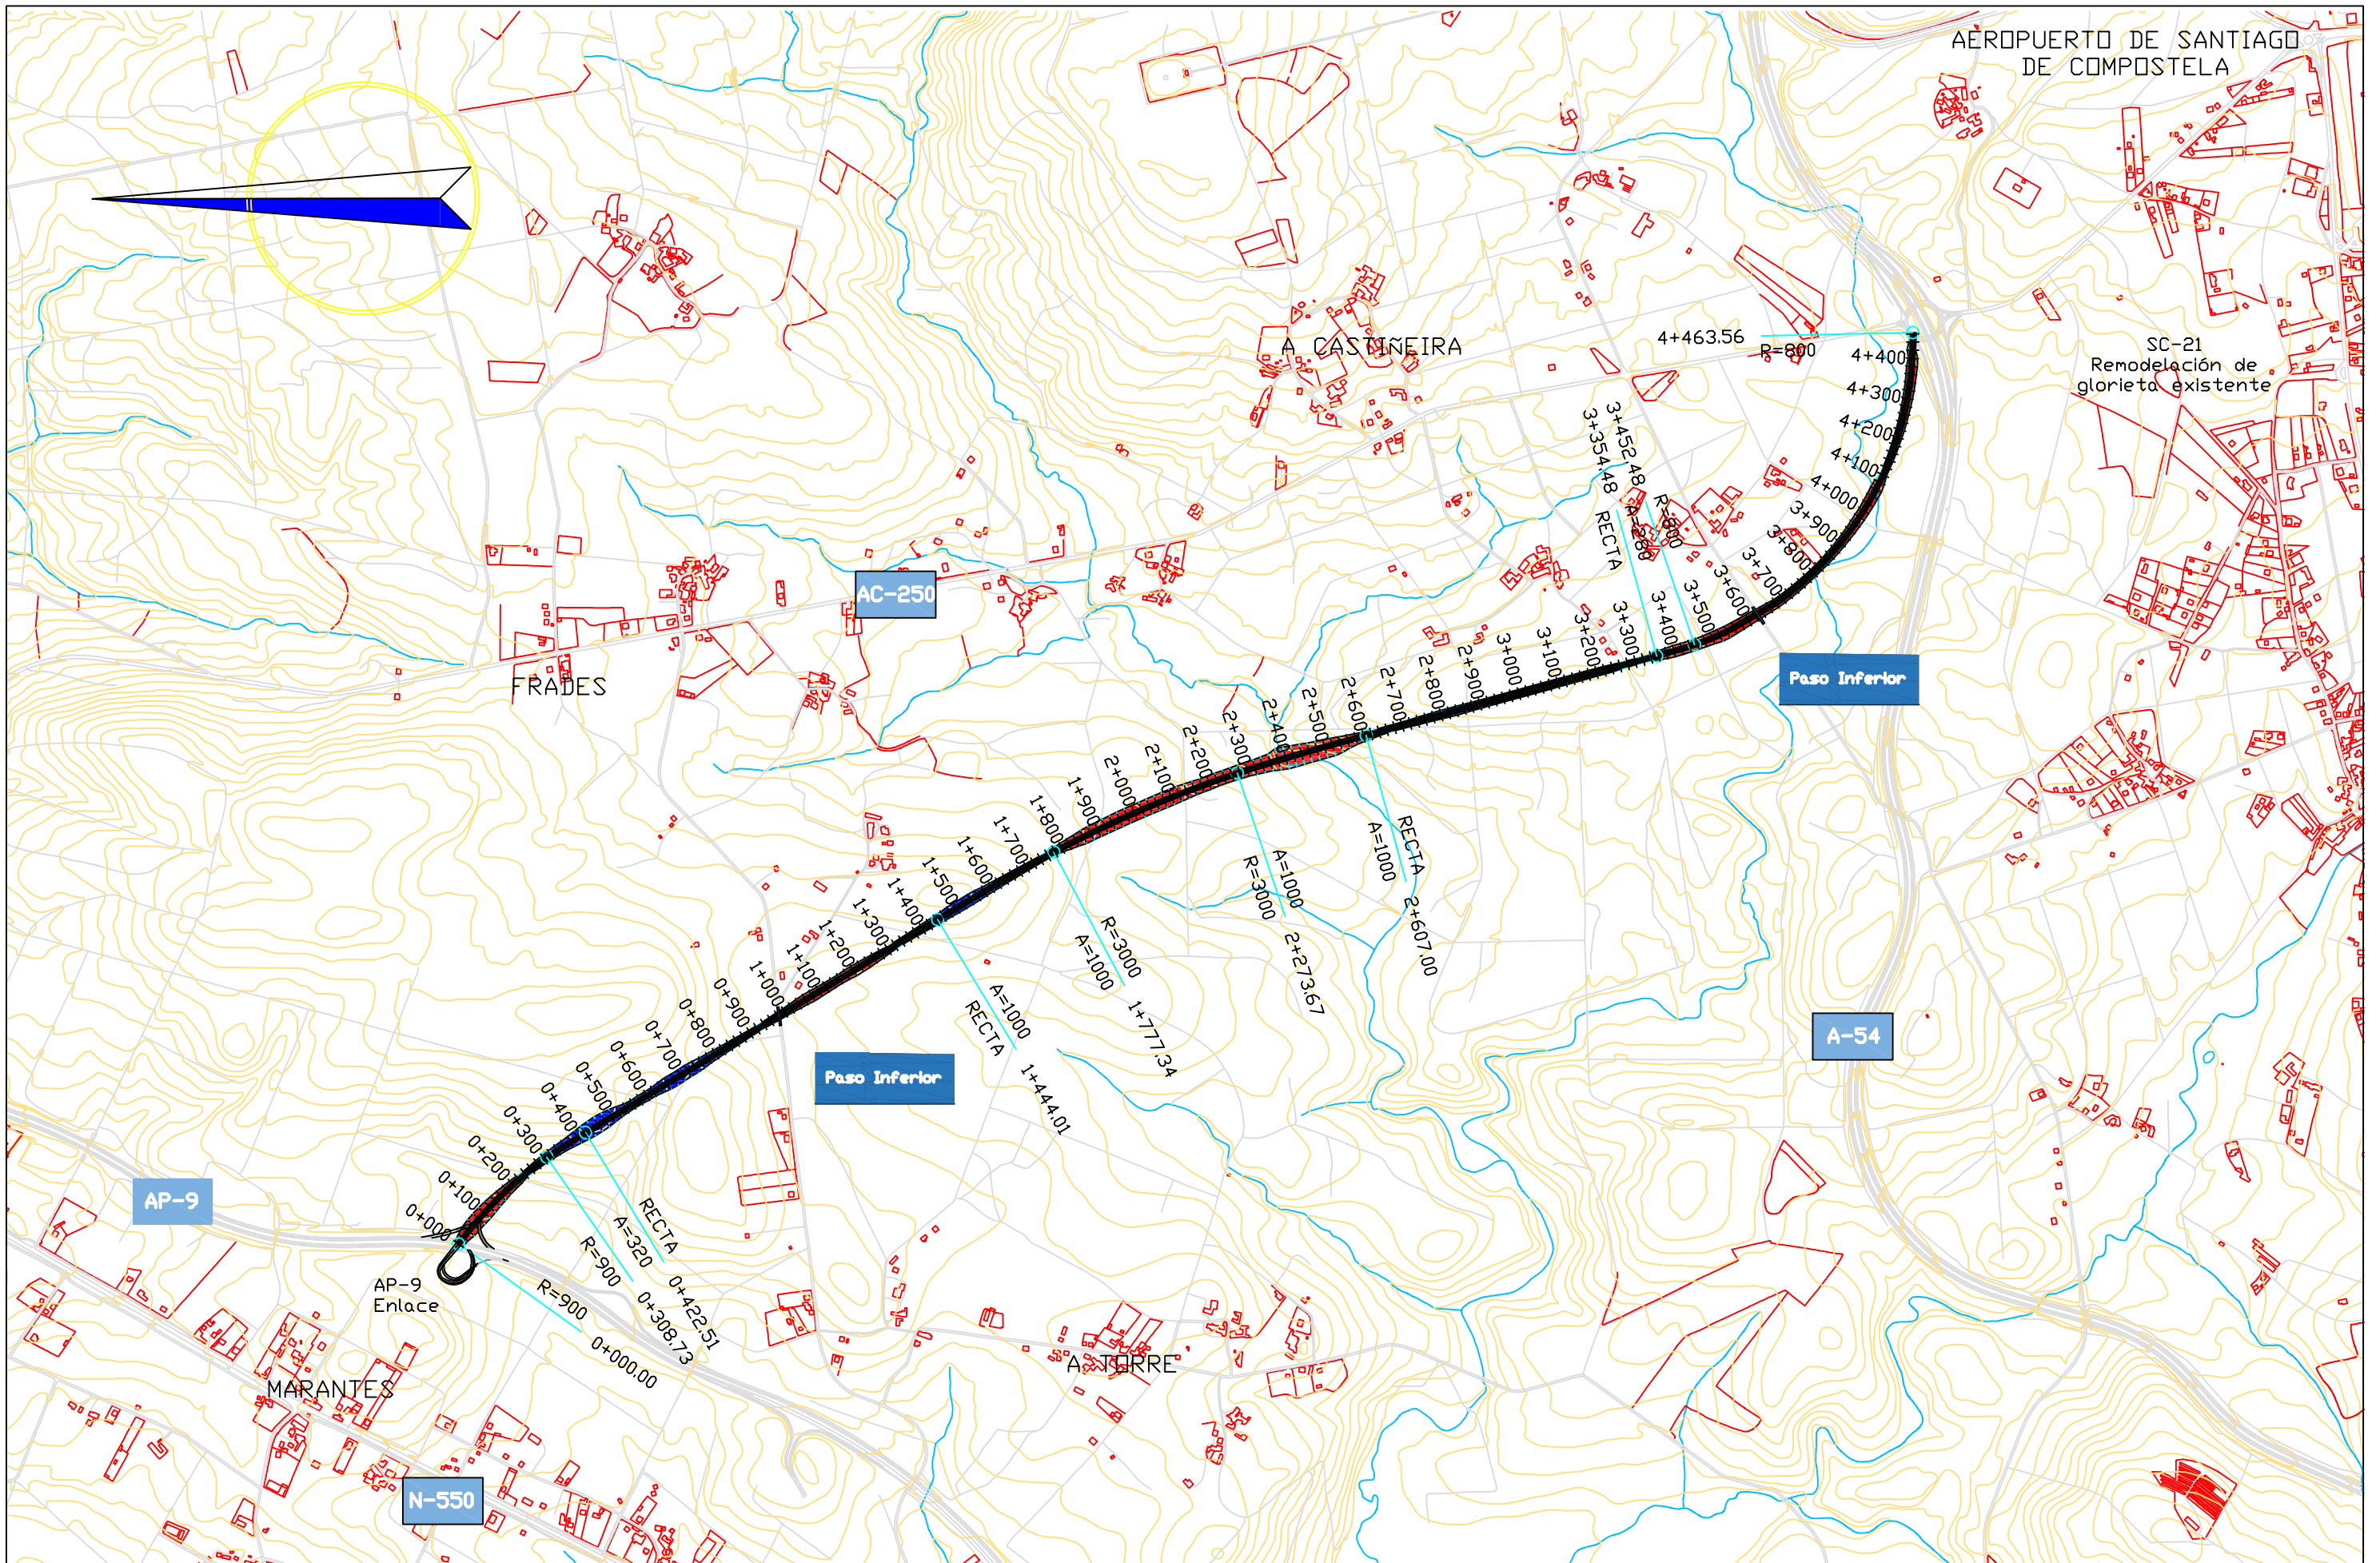 AEROPUERTO DE SANTIAGO
DE COMPOSTELA
SC-21
Remodelación de
glorieta existente
A CASTIÑEIRA
4+463.56
R=800
4+400
4+300
4+200
4+100
4+000
3+900
3+800
3+700
3+600
3+500
3+400
3+300
3+200
3+100
3+000
2+900
2+800
2+700
2+600
2+500
2+400
2+300
2+200
2+100
2+000
1+900
1+800
1+700
1+600
1+500
1+400
1+300
1+200
1+100
1+000
0+900
0+800
0+700
0+600
0+500
0+400
0+300
0+200
0+100
0+000
3+452.48
R=800
A=280
3+354.48
RECTA
AC-250
FRADES
Paso Inferior
RECTA
A=1000
2+607.00
A=1000
R=3000
2+273.67
R=3000
A=1000
1+777.34
A=1000
RECTA
1+444.01
A-54
Paso Inferior
RECTA
A=320
0+422.51
R=900
0+308.73
R=900
0+000.00
AP-9
AP-9
Enlace
MARANTES
A TORRE
N-550